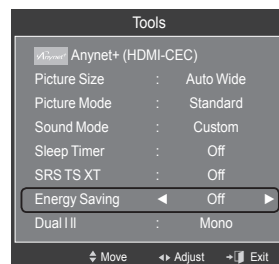 Tools
Anynet+ Anynet+ (HDMI-CEC)
Picture Size : Auto Wide
Picture Mode : Standard
Sound Mode : Custom
Sleep Timer : Off
SRS TS XT : Off
Energy Saving ◄ Off ►
Dual I II : Mono
Move Adjust Exit